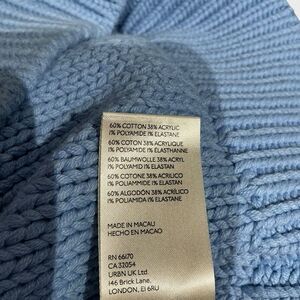 60% COTTON 38% ACRYLIC
1% POLYAMIDE 1% ELASTANE
60% COTON 38% ACRYLIQUE
1% POLYAMIDE 1% ÉLASTHANNE
60% BAUMWOLLE 38% ACRYL
1% POLYAMID 1% ELASTAN
60% COTONE 38% ACRILICO
1% POLIAMMIDE 1% ELASTAN
60% ALGODÓN 38% ACRÍLICO
1% POLIAMIDA 1% ELASTANE
MADE IN MACAU
HECHO EN MACAO
RN 66170
CA 32054
URBN UK Ltd.
146 Brick Lane,
LONDON, E1 6RU